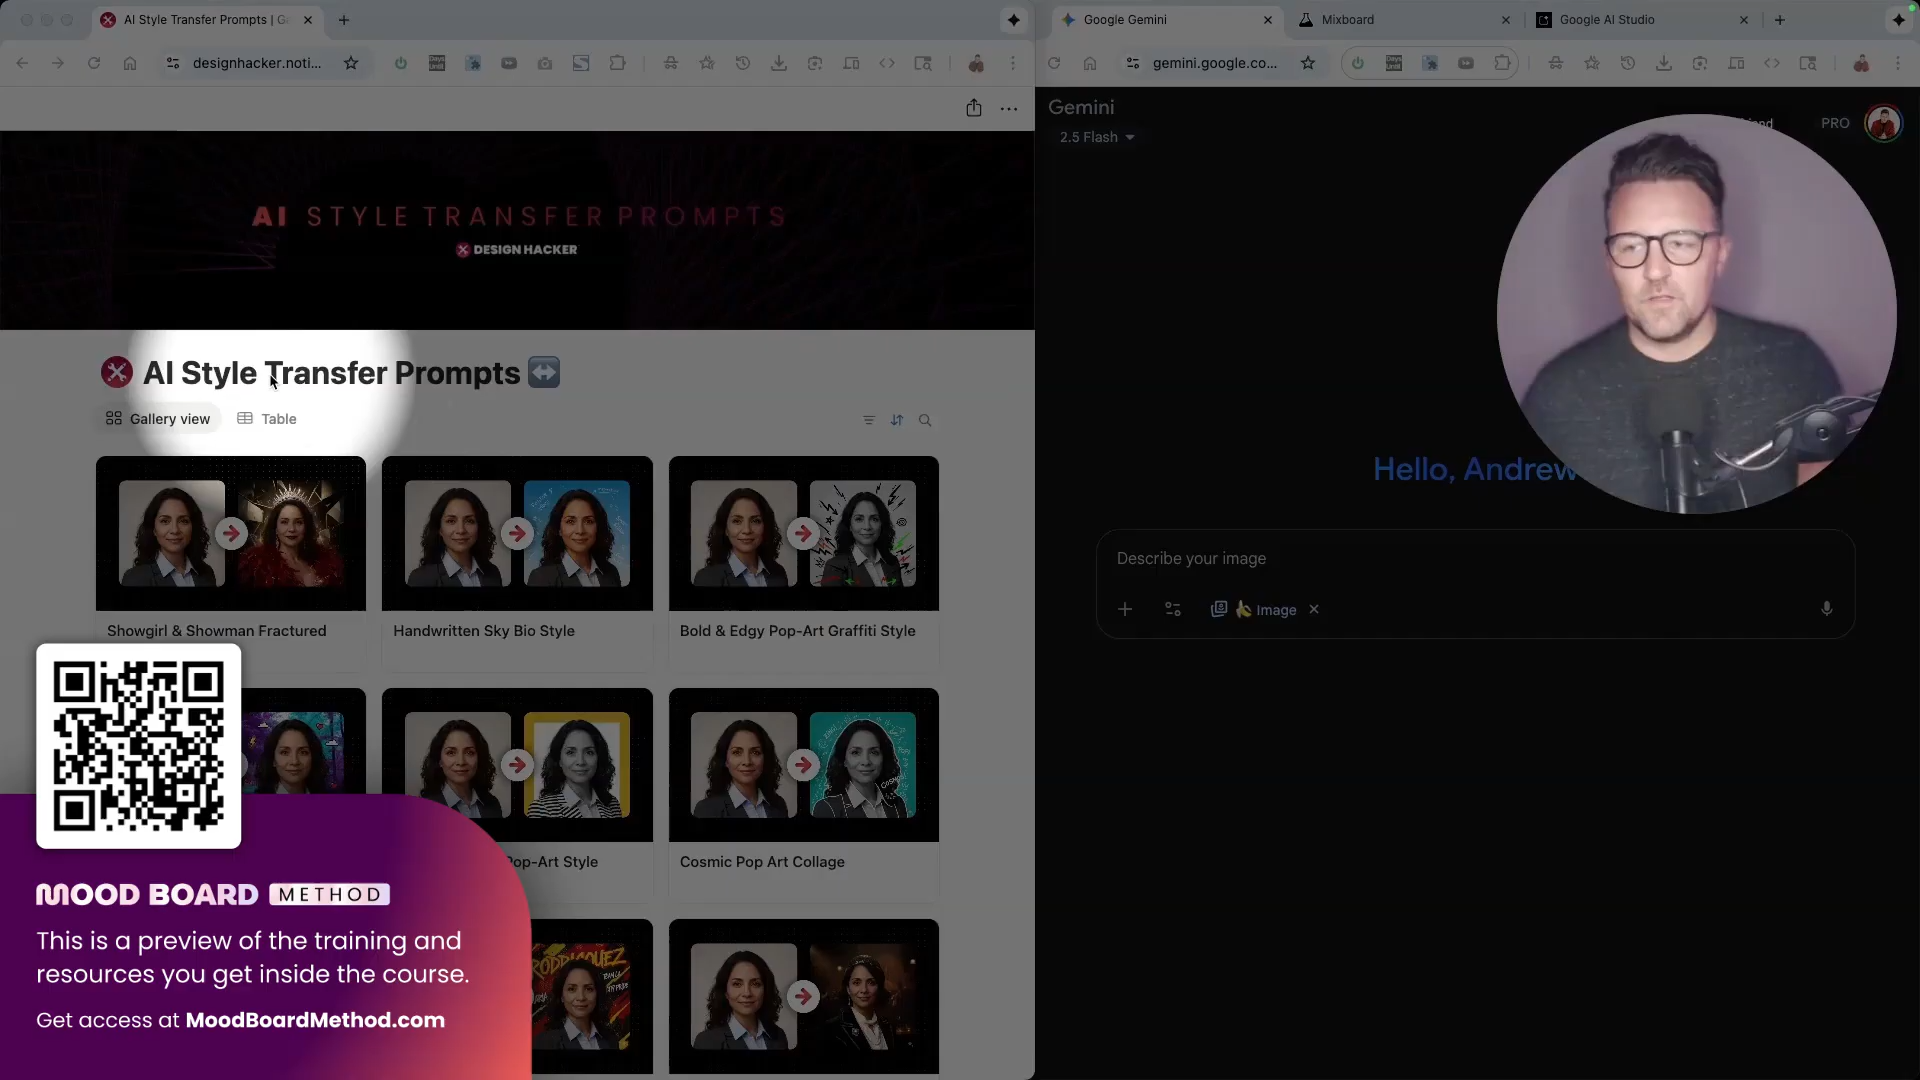 AI Style Transfer Prompts | G
Google Gemini
Mixboard
Google AI Studio
designhacker.noti...
gemini.google.co...
Gemini
2.5 Flash
PRO
AI STYLE TRANSFER PROMPTS
DESIGN HACKER
AI Style Transfer Prompts
Gallery view
Table
Hello, Andrew
Describe your image
Image
Showgirl & Showman Fractured
Handwritten Sky Bio Style
Bold & Edgy Pop-Art Graffiti Style
Pop-Art Style
Cosmic Pop Art Collage
MOOD BOARD METHOD
This is a preview of the training and
resources you get inside the course.
Get access at MoodBoardMethod.com